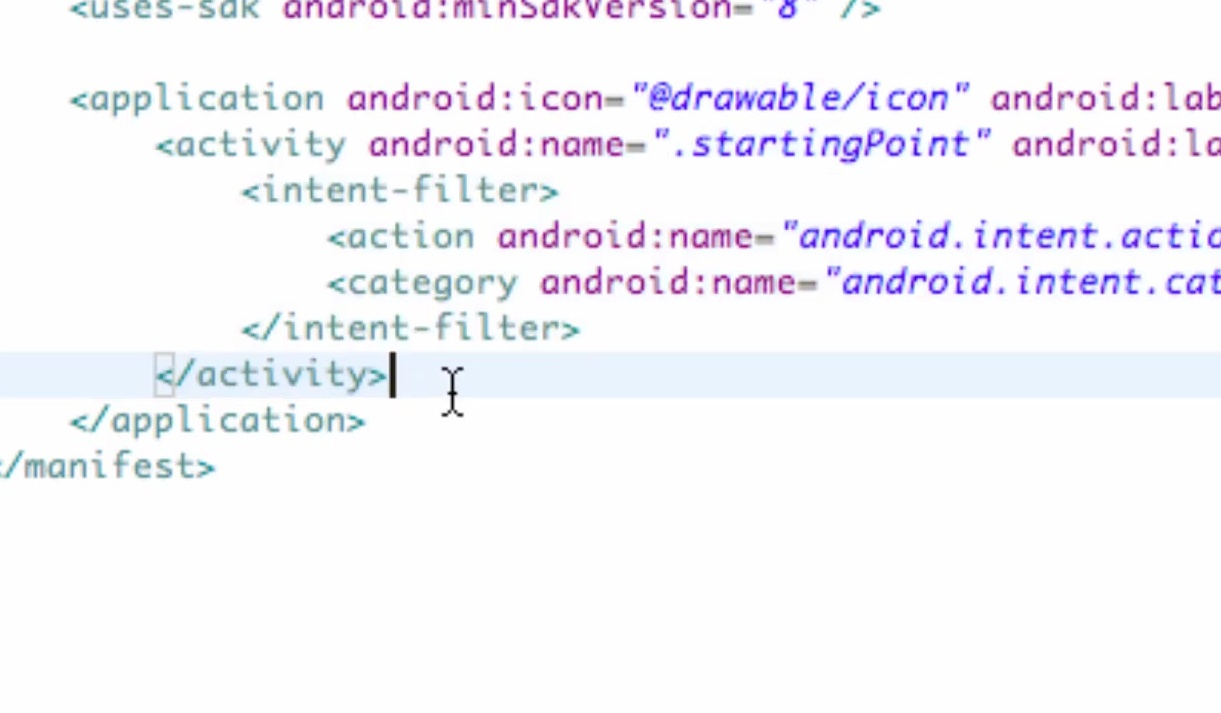 <uses-sdk android:minSdkVersion="8" />
<application android:icon="@drawable/icon" android:lab
<activity android:name=".startingPoint" android:la
<intent-filter>
<action android:name="android.intent.actio
<category android:name="android.intent.cat
</intent-filter>
</activity>
</application>
</manifest>